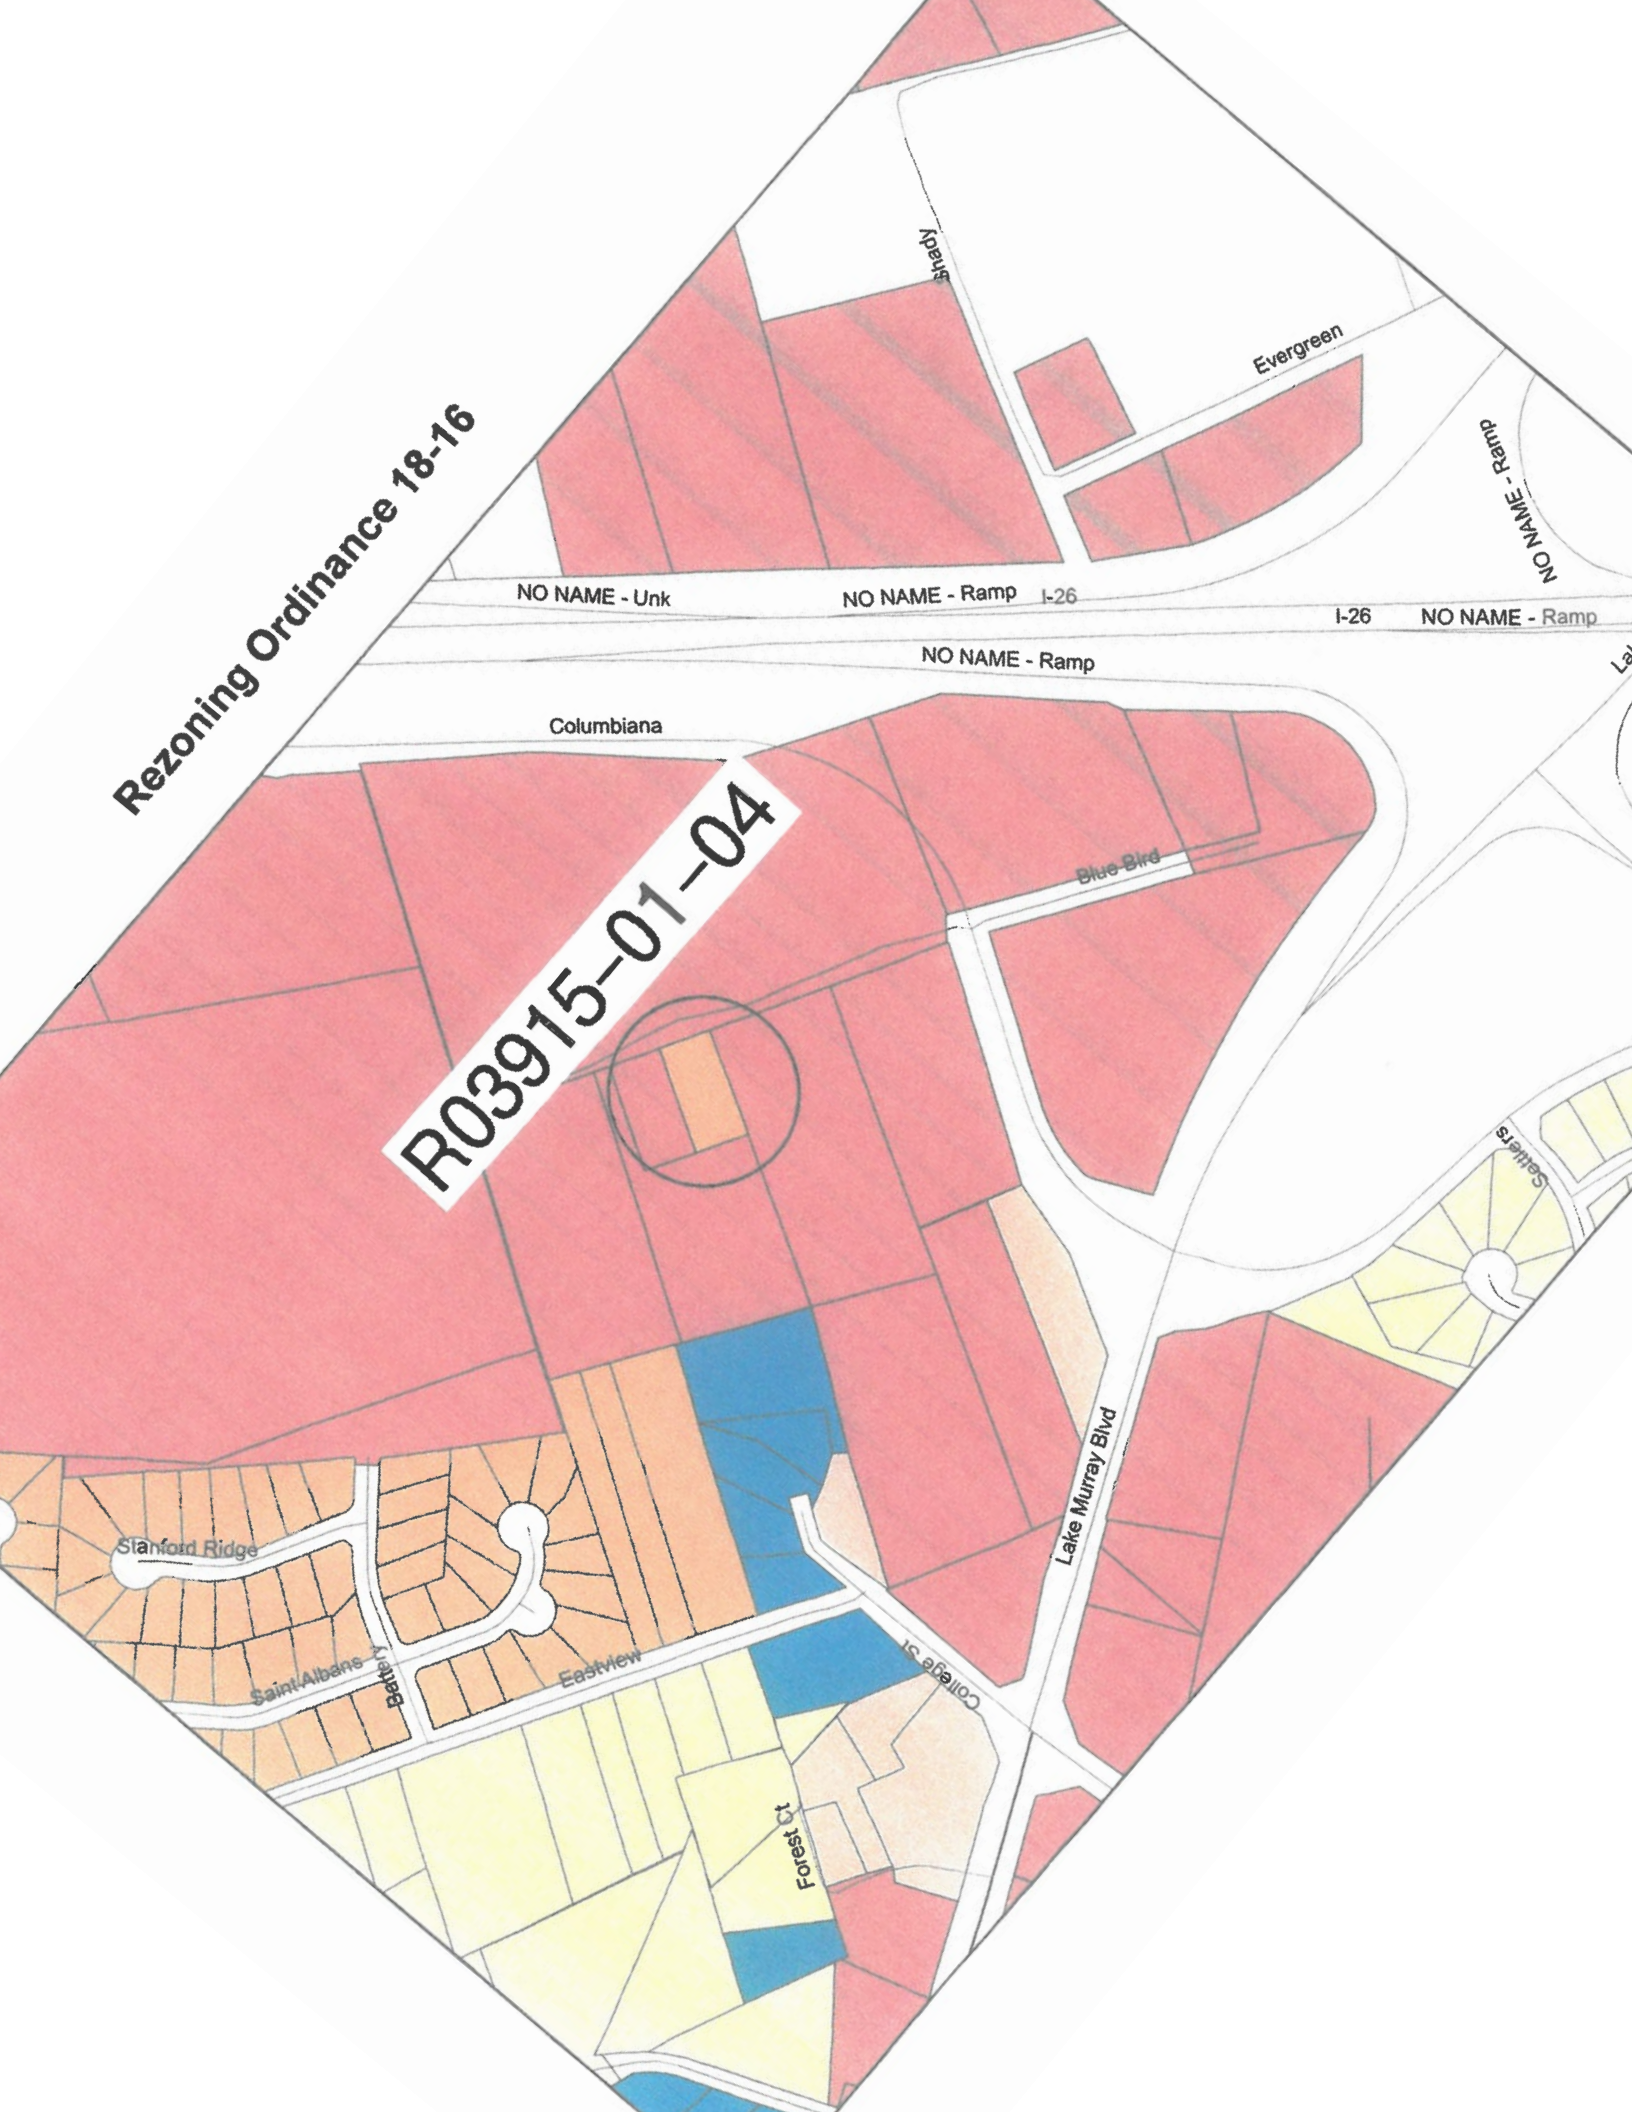 Rezoning Ordinance 18-16
Shady
Evergreen
NO NAME - Ramp
NO NAME - Unk
NO NAME - Ramp
I-26
I-26
NO NAME - Ramp
NO NAME - Ramp
Columbiana
Blue Bird
R03915-01-04
Settlers
Lake Murray Blvd
Stanford Ridge
Saint Albans
Battery
Eastview
College St
Forest Ct